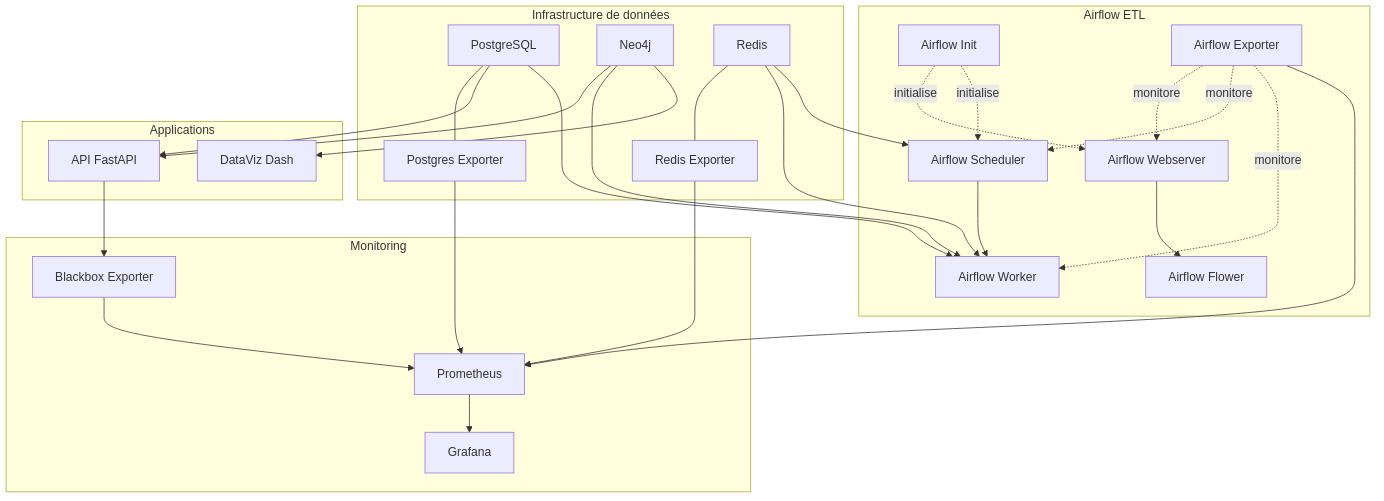 Infrastructure de données
Airflow ETL
PostgreSQL
Neo4j
Redis
Airflow Init
Airflow Exporter
initialise
initialise
monitore
monitore
Applications
API FastAPI
DataViz Dash
Postgres Exporter
Redis Exporter
Airflow Scheduler
Airflow Webserver
monitore
Monitoring
Blackbox Exporter
Airflow Worker
Airflow Flower
Prometheus
Grafana